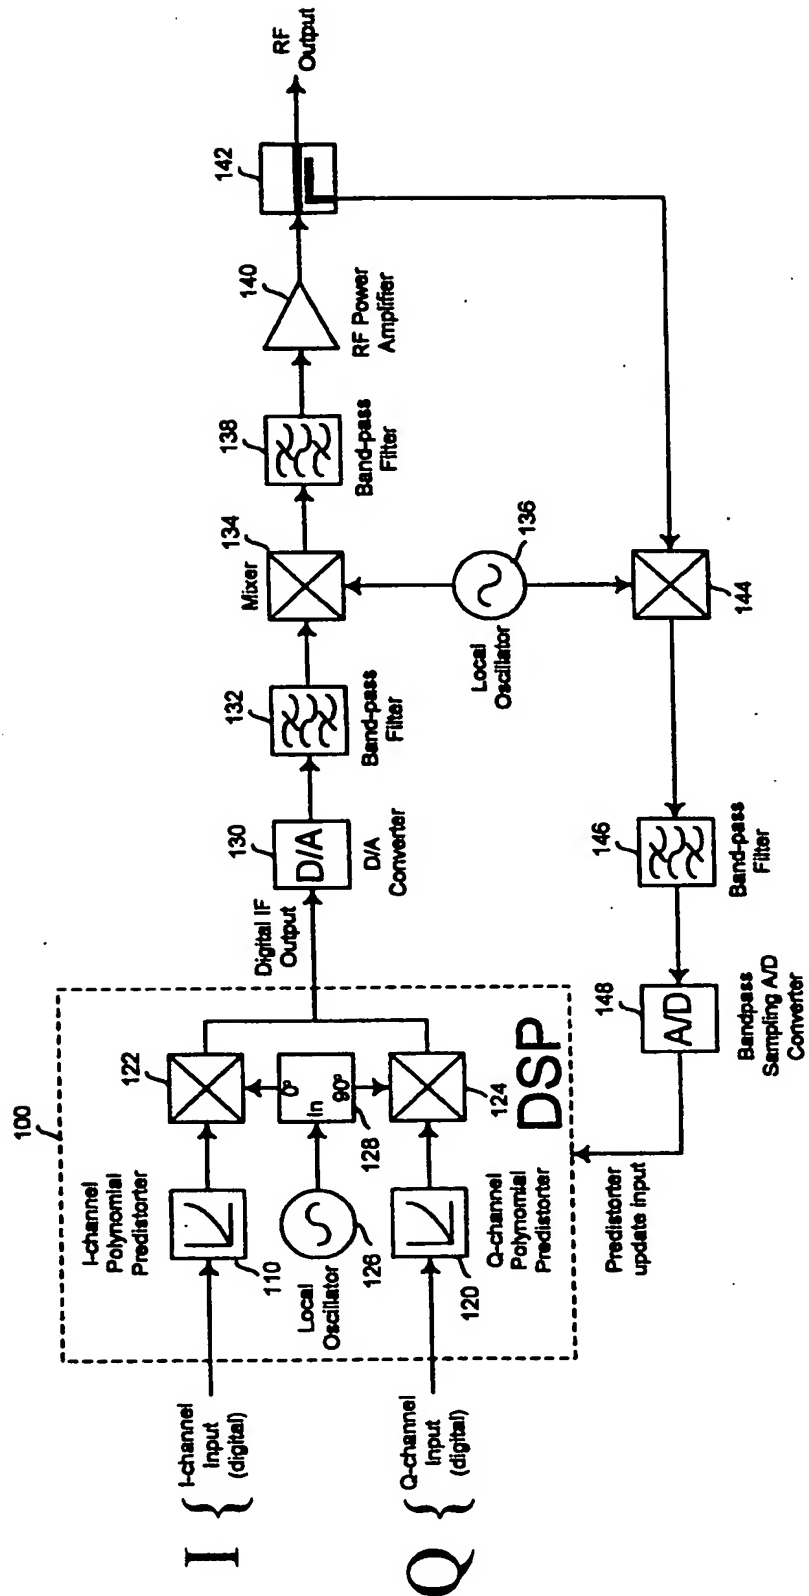 I
I-channel
Input
(digital)
Q
Q-channel
Input
(digital)
100
I-channel
Polynomial
Predistorter
110
122
0º
In
90º
128
Local
Oscillator
126
Q-channel
Polynomial
Predistorter
120
124
DSP
Digital IF
Output
130
D/A
D/A
Converter
132
Band-pass
Filter
Mixer
134
138
Band-pass
Filter
140
RF Power
Amplifier
142
RF
Output
Local
Oscillator
136
144
146
Band-pass
Filter
148
A/D
Bandpass
Sampling A/D
Converter
Predistorter
update input